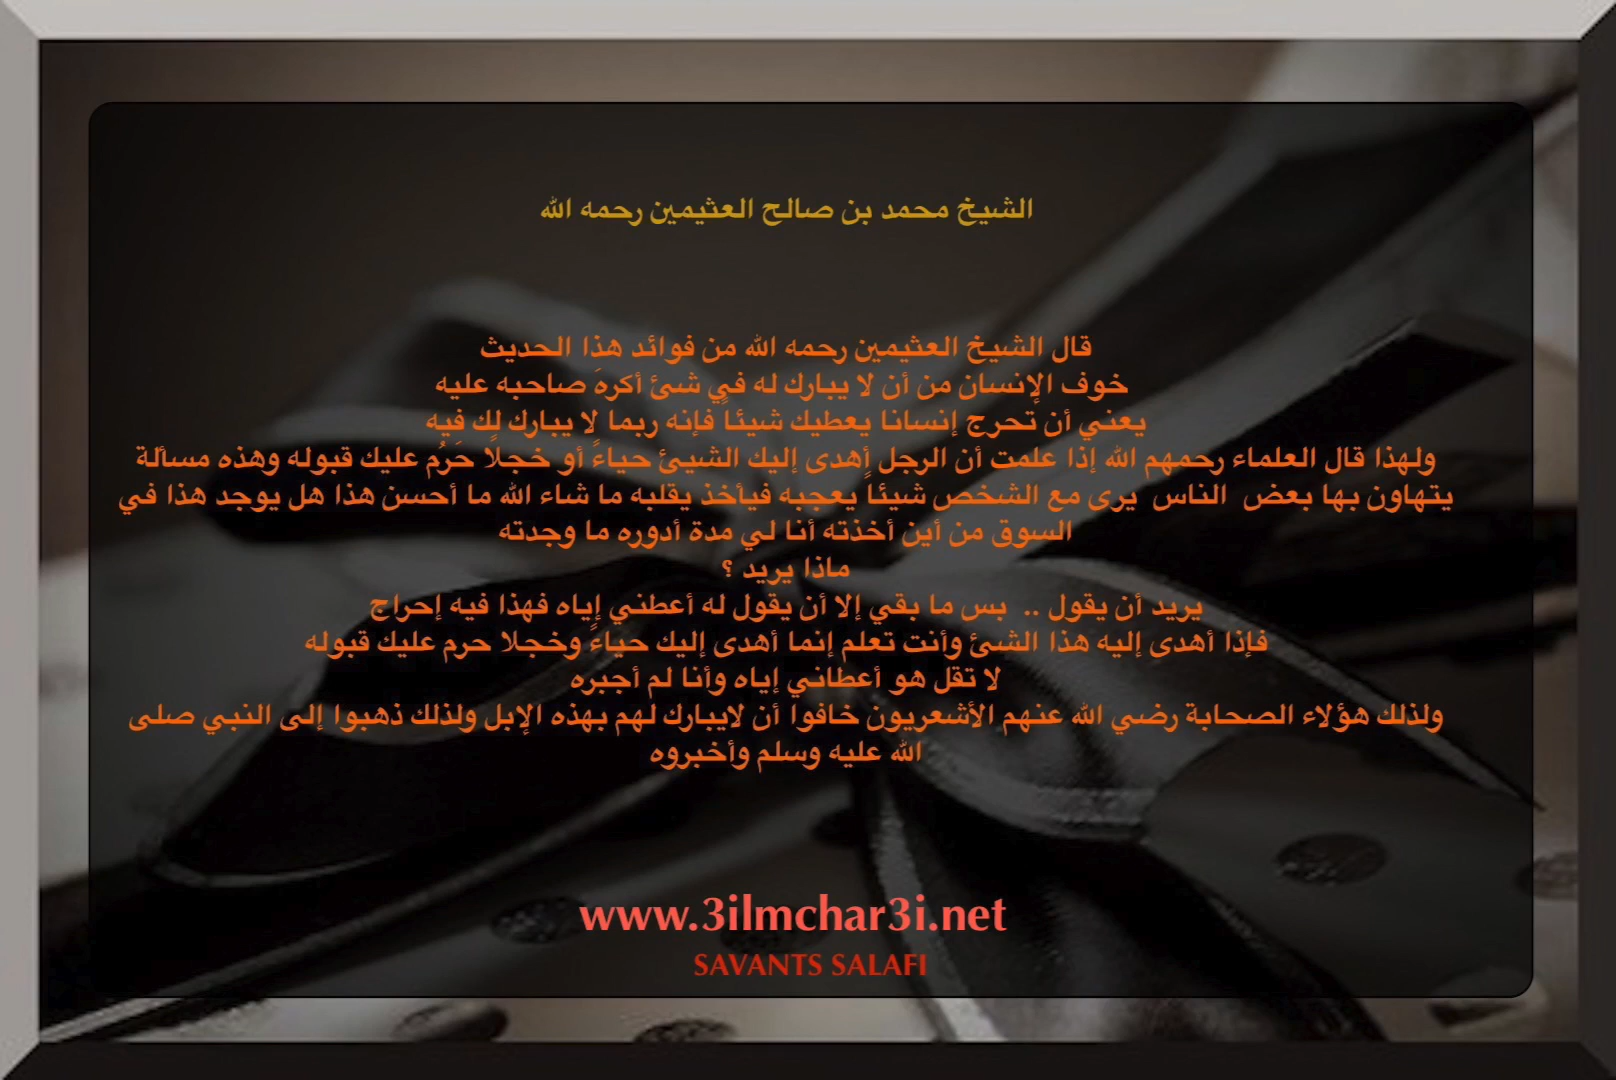 الشيخ محمد بن صالح العثيمين رحمه الله
قال الشيخ العثيمين رحمه الله من فوائد هذا الحديث
خوف الإنسان من أن لا يبارك له في شئ أكرهَ صاحبه عليه
يعني أن تحرج إنسانا يعطيك شيئاً فإنه ربما لا يبارك لك فيه
ولهذا قال العلماء رحمهم الله إذا علمت أن الرجل أهدى إليك الشيئ حياءً أو خجلاً حَرُم عليك قبوله وهذه مسألة
يتهاون بها بعض الناس يرى مع الشخص شيئاً يعجبه فيأخذ يقلبه ما شاء الله ما أحسن هذا هل يوجد هذا في
السوق من أين أخذته أنا لي مدة أدوره ما وجدته
ماذا يريد ؟
يريد أن يقول .. بس ما بقي إلا أن يقول له أعطني إياه فهذا فيه إحراج
فإذا أهدى إليه هذا الشئ وأنت تعلم إنما أهدى إليك حياءً وخجلا حرم عليك قبوله
لا تقل هو أعطاني إياه وأنا لم أجبره
ولذلك هؤلاء الصحابة رضي الله عنهم الأشعريون خافوا أن لايبارك لهم بهذه الإبل ولذلك ذهبوا إلى النبي صلى
الله عليه وسلم وأخبروه
www.3ilmchar3i.net
SAVANTS SALAFI